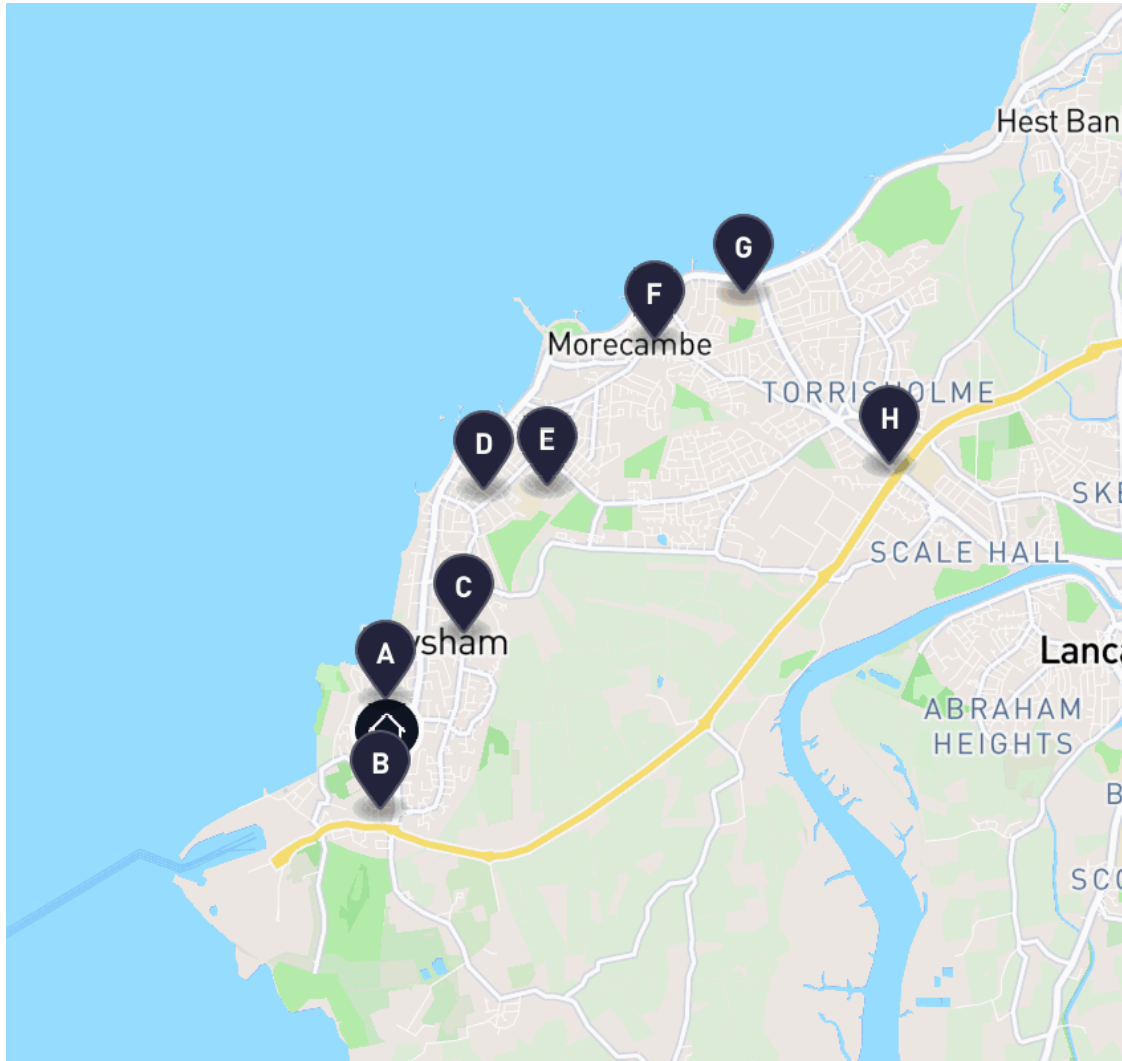 Hest Ban
G
F
Morecambe
TORRISHOLME
H
D
E
SKE
SCALE HALL
C
ysham
A
Lanca
ABRAHAM
HEIGHTS
B
B
SCO